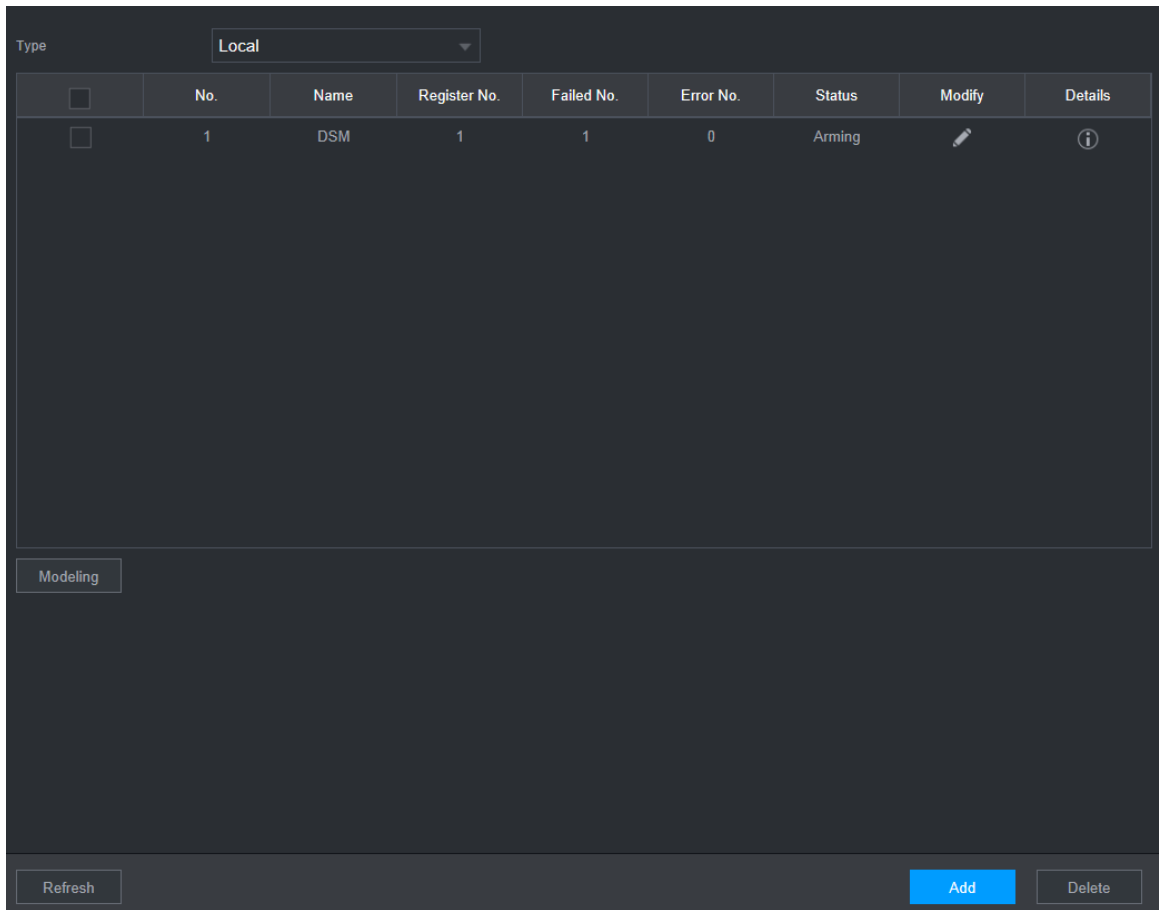 Type Local
No. Name Register No. Failed No. Error No. Status Modify Details
1 DSM 1 1 0 Arming
Modeling
Refresh Add Delete